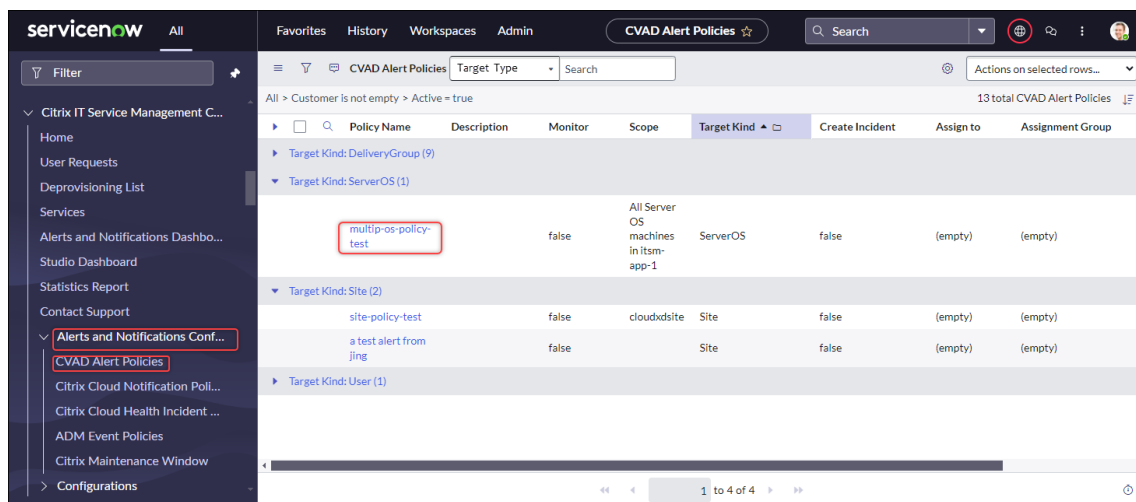 servicenow All Favorites History Workspaces Admin CVAD Alert Policies Search
Filter
CVAD Alert Policies Target Type Search Actions on selected rows...
All > Customer is not empty > Active = true 13 total CVAD Alert Policies
Citrix IT Service Management C...
Home
User Requests
Deprovisioning List
Services
Alerts and Notifications Dashbo...
Studio Dashboard
Statistics Report
Contact Support
Alerts and Notifications Conf...
CVAD Alert Policies
Citrix Cloud Notification Poli...
Citrix Cloud Health Incident ...
ADM Event Policies
Citrix Maintenance Window
Configurations
Policy Name Description Monitor Scope Target Kind Create Incident Assign to Assignment Group
Target Kind: DeliveryGroup (9)
Target Kind: ServerOS (1)
multip-os-policy-
test
false
All Server
OS
machines
in itsm-
app-1
ServerOS false (empty) (empty)
Target Kind: Site (2)
site-policy-test false cloudxdsite Site false (empty) (empty)
a test alert from
jing
false Site false (empty) (empty)
Target Kind: User (1)
1 to 4 of 4